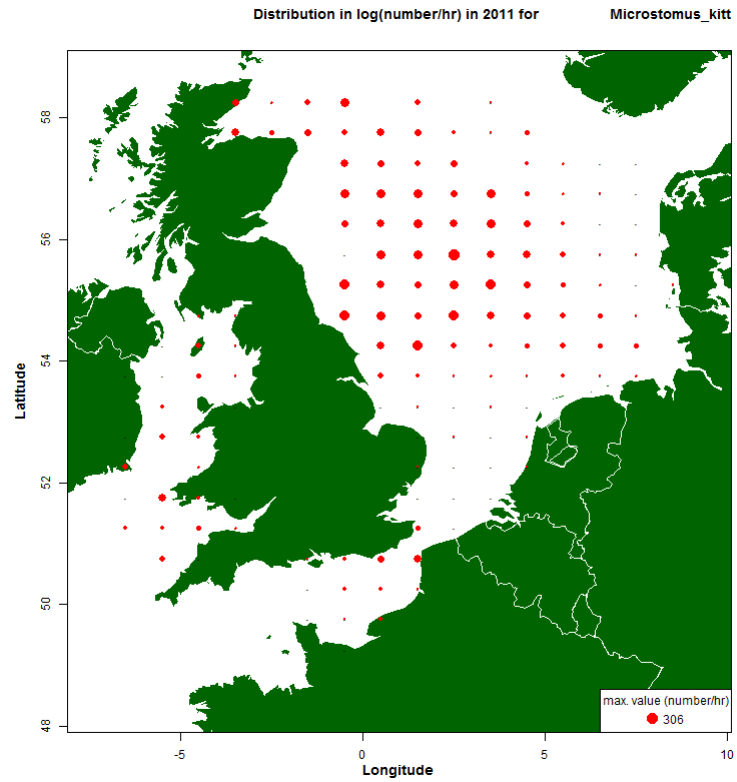 Distribution in log(number/hr) in 2011 for Microstomus_kitt
58
56
54
52
50
48
Latitude
-5 0 5 10
Longitude
max. value (number/hr)
306